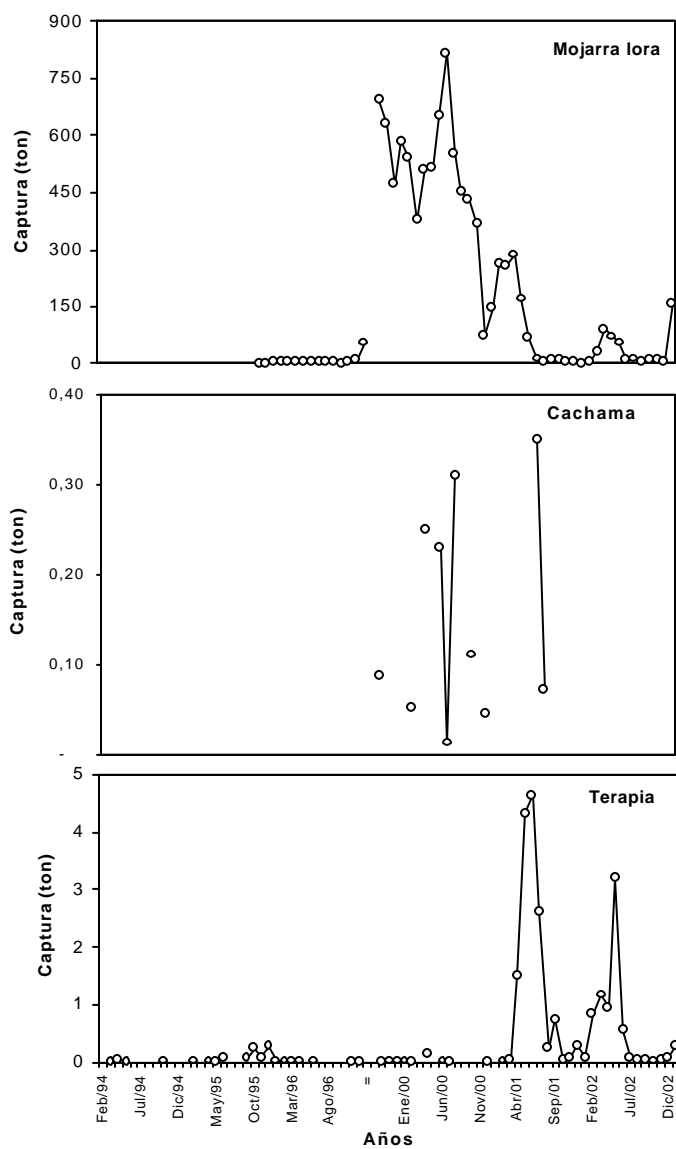 900
Mojarra lora
750
600
450
300
150
0
Captura (ton)
0,40
Cachama
0,30
0,20
0,10
-
Captura (ton)
5
Terapia
4
3
2
1
0
Captura (ton)
Feb/94
Jul/94
Dic/94
May/95
Oct/95
Mar/96
Ago/96
=
Ene/00
Jun/00
Nov/00
Abr/01
Sep/01
Feb/02
Jul/02
Dic/02
Años